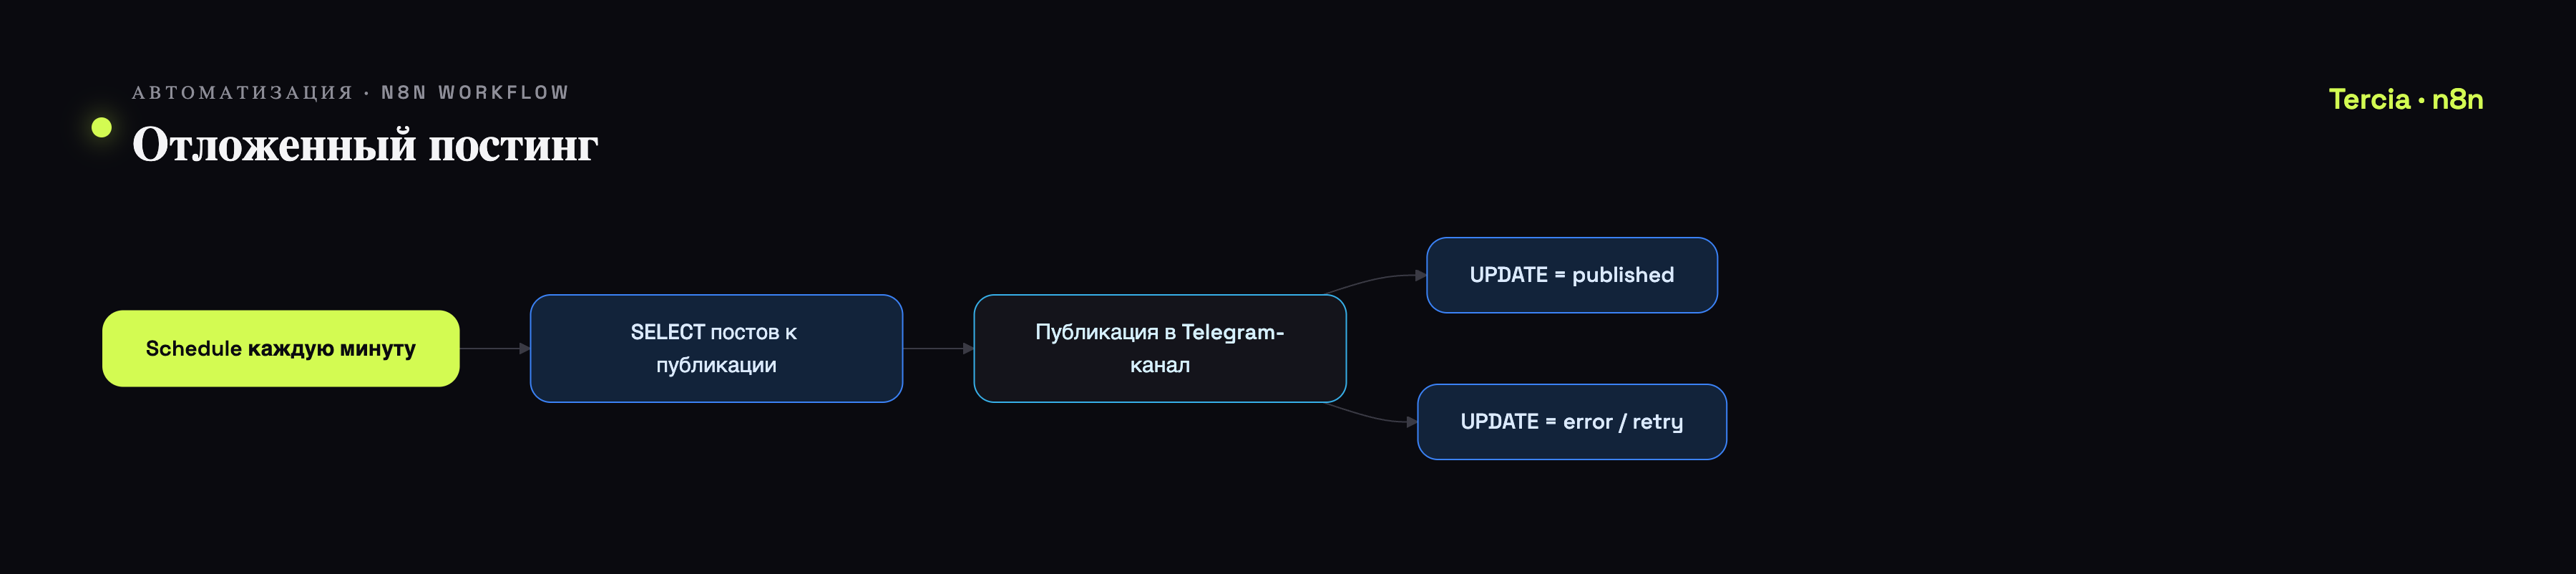 АВТОМАТИЗАЦИЯ · N8N WORKFLOW
Отложенный постинг
Tercia · n8n
Schedule каждую минуту
SELECT постов к
публикации
Публикация в Telegram-
канал
UPDATE = published
UPDATE = error / retry